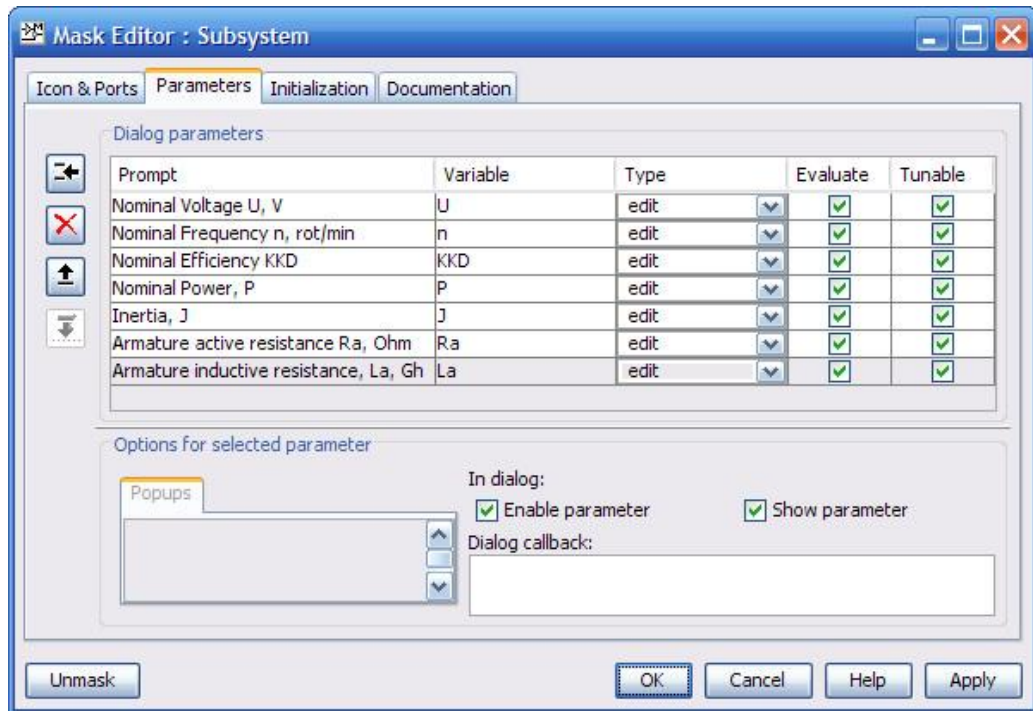 Mask Editor : Subsystem
Icon & Ports Parameters Initialization Documentation
Dialog parameters
Prompt Variable Type Evaluate Tunable
Nominal Voltage U, V U edit
Nominal Frequency n, rot/min n edit
Nominal Efficiency KKD KKD edit
Nominal Power, P P edit
Inertia, J J edit
Armature active resistance Ra, Ohm Ra edit
Armature inductive resistance, La, Gh La edit
Options for selected parameter
Popups
In dialog:
Enable parameter Show parameter
Dialog callback:
Unmask OK Cancel Help Apply